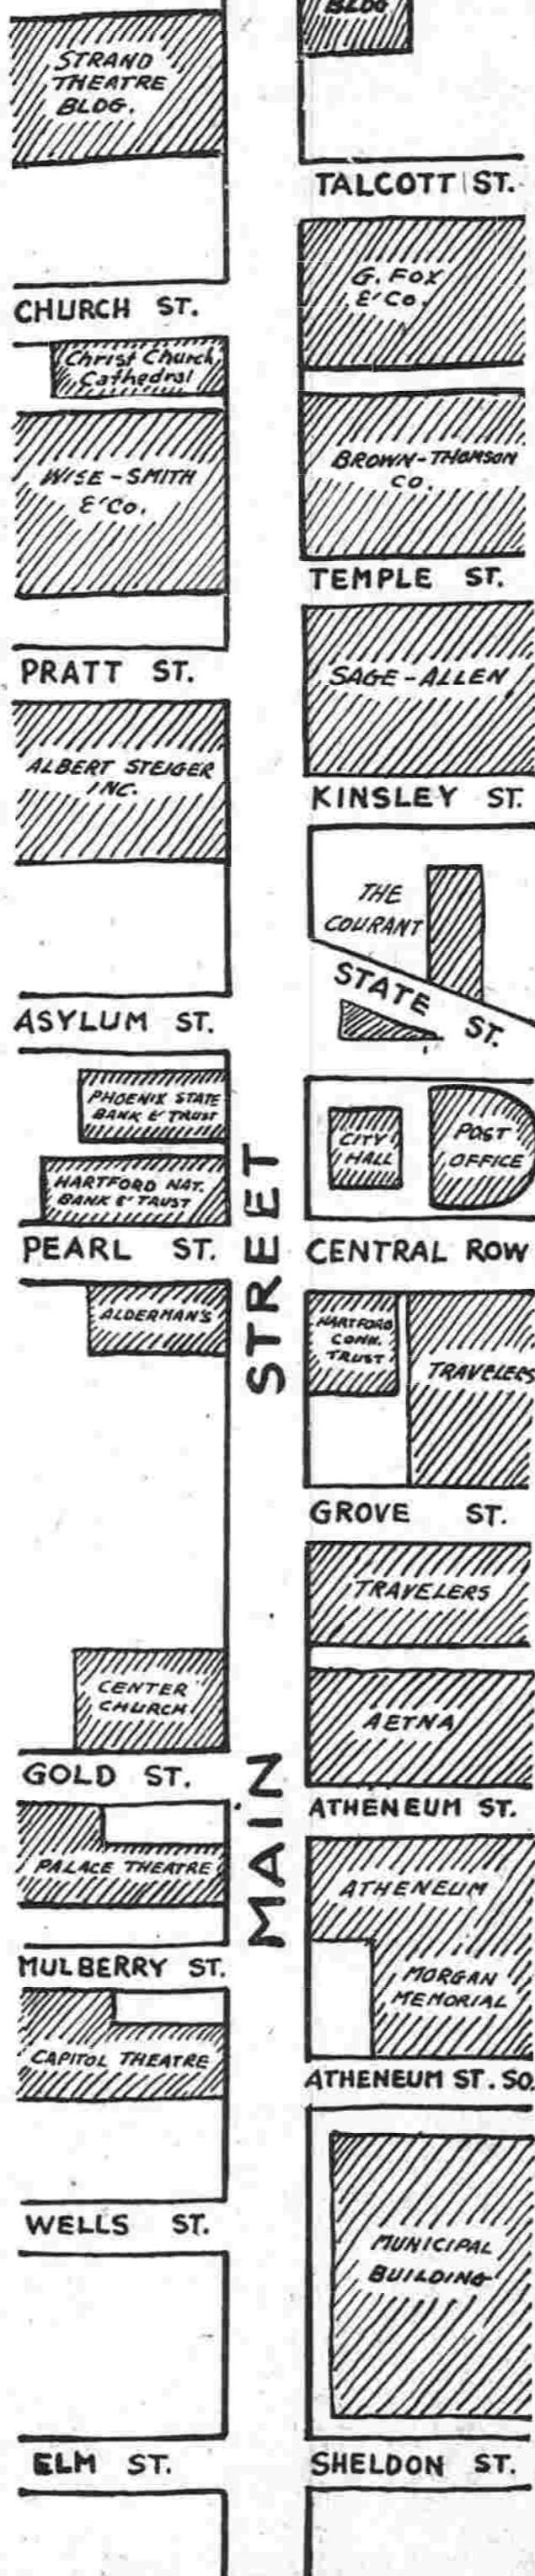 BLDG
STRAND
THEATRE
BLDG.
TALCOTT ST.
G. FOX
& Co.
CHURCH ST.
Christ Church
Cathedral
WISE-SMITH
& Co.
BROWN-THOMSON
CO.
TEMPLE ST.
PRATT ST.
SAGE-ALLEN
ALBERT STEIGER
INC.
KINSLEY ST.
THE
COURANT
STATE ST.
ASYLUM ST.
PHOENIX STATE
BANK & TRUST
CITY
HALL
POST
OFFICE
HARTFORD NAT.
BANK & TRUST
PEARL ST.
CENTRAL ROW
ALDERMAN'S
HARTFORD
CONN.
TRUST
TRAVELERS
MAIN STREET
GROVE ST.
TRAVELERS
CENTER
CHURCH
AETNA
GOLD ST.
ATHENEUM ST.
PALACE THEATRE
ATHENEUM
MULBERRY ST.
MORGAN
MEMORIAL
CAPITOL THEATRE
ATHENEUM ST. SO.
WELLS ST.
MUNICIPAL
BUILDING
ELM ST.
SHELDON ST.